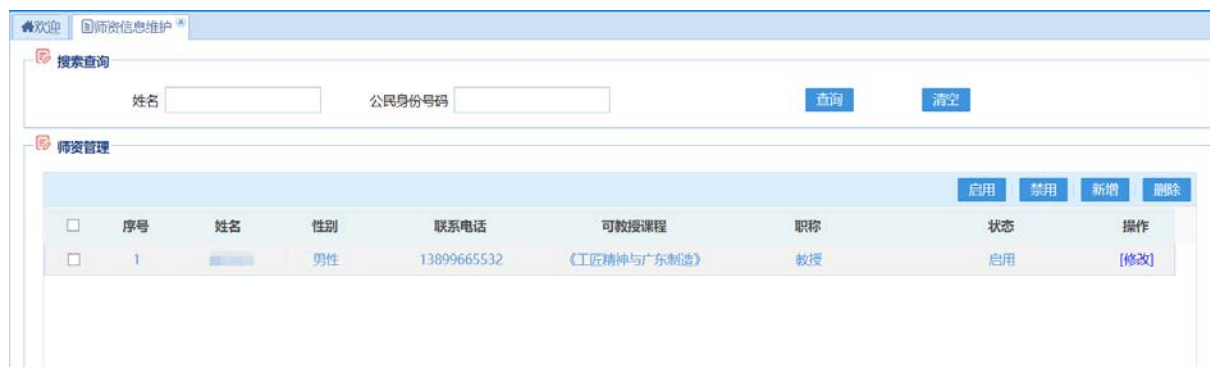 欢迎 师资信息维护
搜索查询
姓名 公民身份号码 查询 清空
师资管理
启用 禁用 新增 删除
序号 姓名 性别 联系电话 可教授课程 职称 状态 操作
1 男性 13899665532 《工匠精神与广东制造》 教授 启用 [修改]